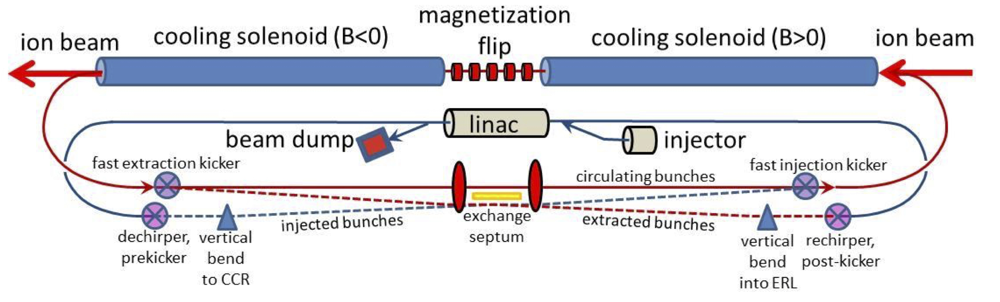 magnetization
flip
ion beam
cooling solenoid (B<0)
cooling solenoid (B>0)
ion beam
linac
beam dump
injector
fast extraction kicker
fast injection kicker
circulating bunches
injected bunches
exchange
septum
extracted bunches
dechirper,
prekicker
vertical
bend
to CCR
vertical
bend
into ERL
rechirper,
post-kicker